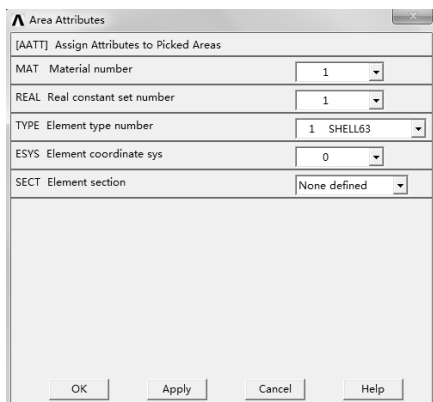 Area Attributes
[AATT] Assign Attributes to Picked Areas
MAT Material number 1
REAL Real constant set number 1
TYPE Element type number 1 SHELL63
ESYS Element coordinate sys 0
SECT Element section None defined
OK Apply Cancel Help